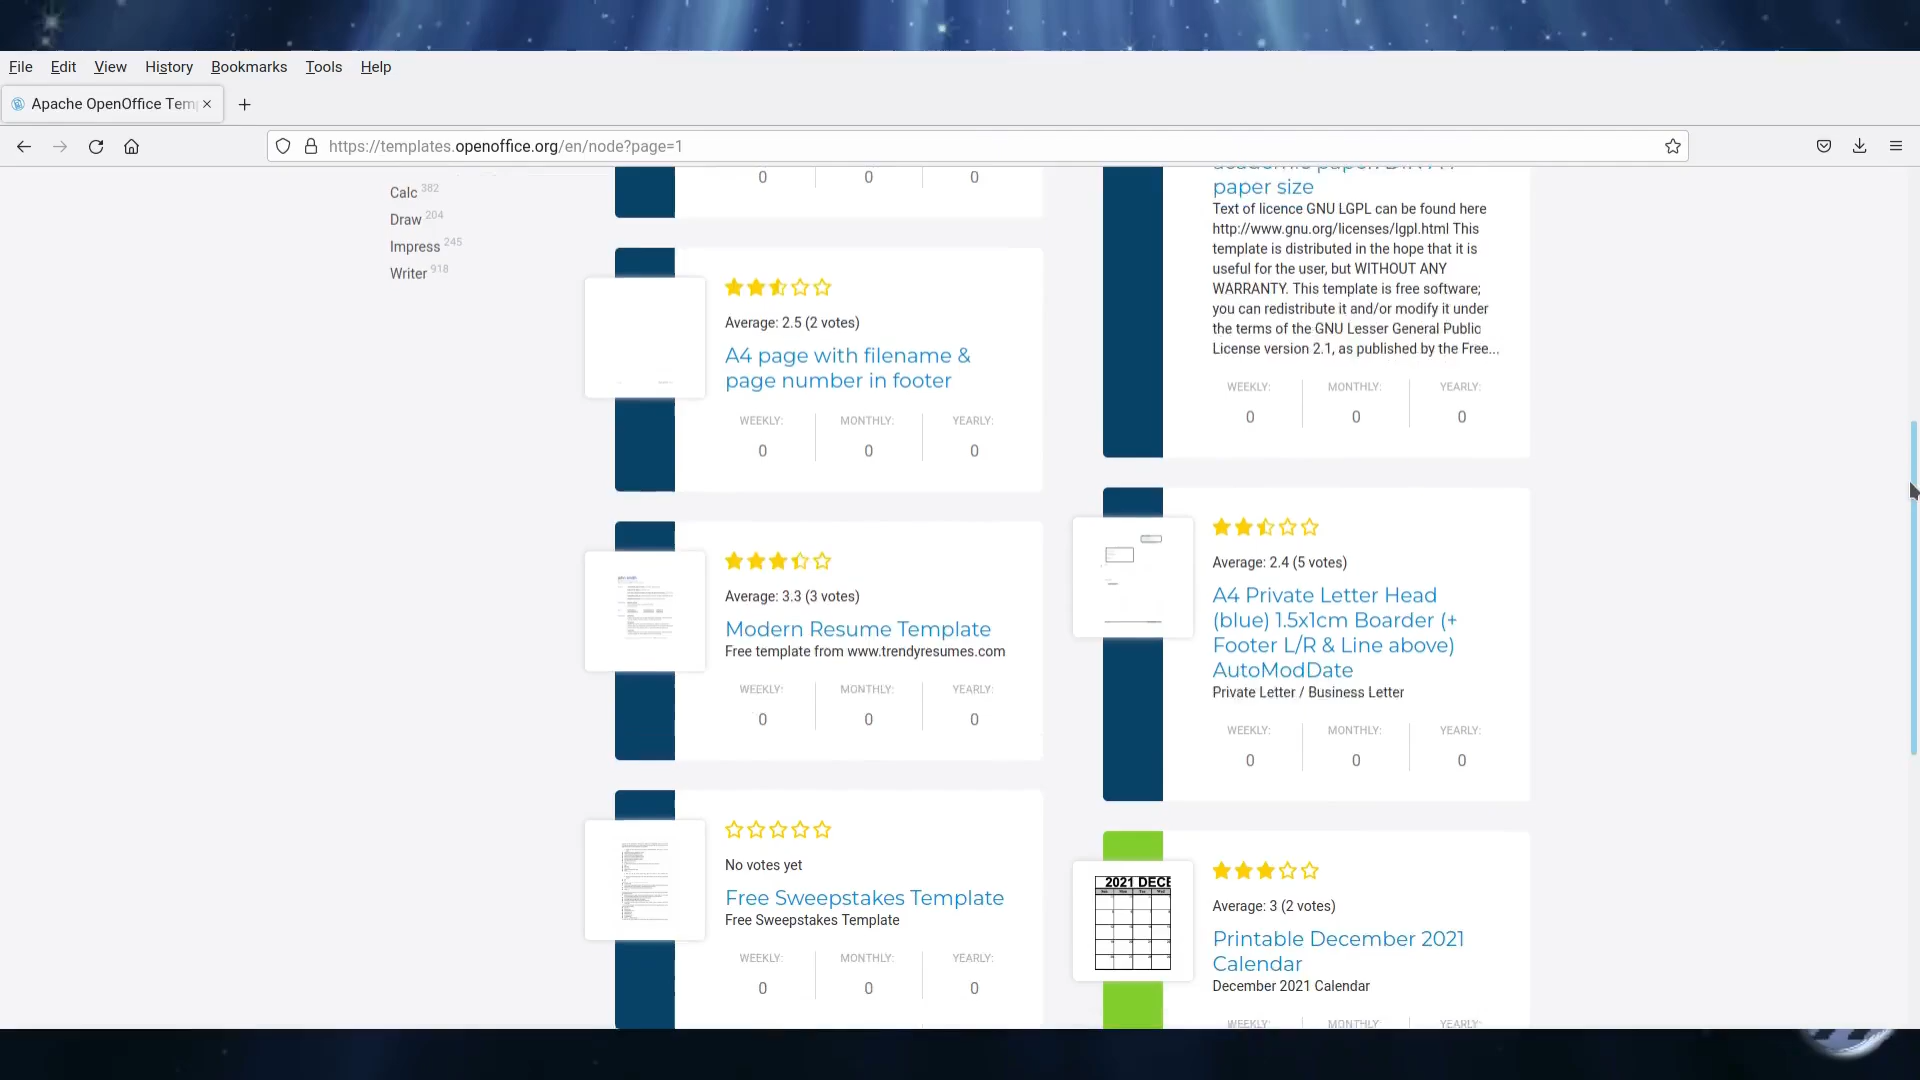 File Edit View History Bookmarks Tools Help
Apache OpenOffice Tem
https://templates.openoffice.org/en/node?page=1
Calc 382
Draw 204
Impress 245
Writer 918
0 0 0
Average: 2.5 (2 votes)
A4 page with filename &
page number in footer
WEEKLY: MONTHLY: YEARLY:
0 0 0
Average: 3.3 (3 votes)
Modern Resume Template
Free template from www.trendyresumes.com
WEEKLY: MONTHLY: YEARLY:
0 0 0
No votes yet
Free Sweepstakes Template
Free Sweepstakes Template
WEEKLY: MONTHLY: YEARLY:
0 0 0
paper size
Text of licence GNU LGPL can be found here
http://www.gnu.org/licenses/lgpl.html This
template is distributed in the hope that it is
useful for the user, but WITHOUT ANY
WARRANTY. This template is free software;
you can redistribute it and/or modify it under
the terms of the GNU Lesser General Public
License version 2.1, as published by the Free...
WEEKLY: MONTHLY: YEARLY:
0 0 0
Average: 2.4 (5 votes)
A4 Private Letter Head
(blue) 1.5x1cm Boarder (+
Footer L/R & Line above)
AutoModDate
Private Letter / Business Letter
WEEKLY: MONTHLY: YEARLY:
0 0 0
2021 DECE
Average: 3 (2 votes)
Printable December 2021
Calendar
December 2021 Calendar
WEEKLY: MONTHLY: YEARLY: